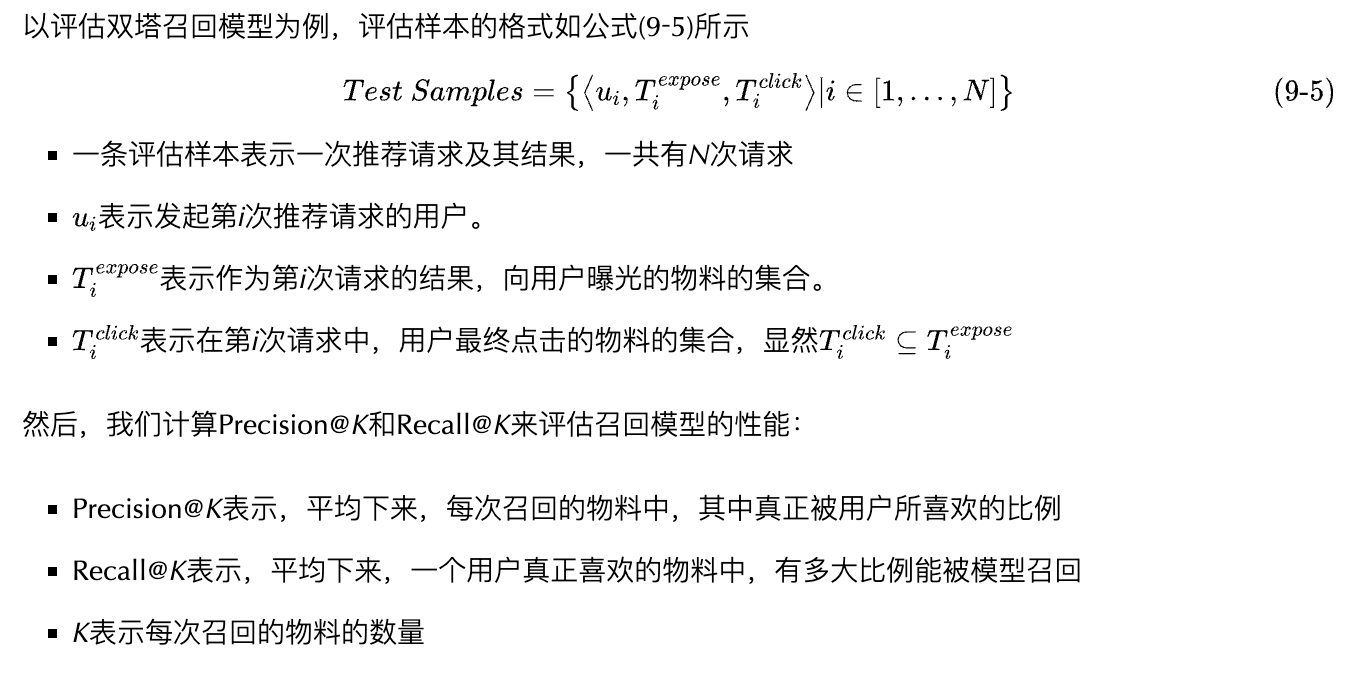 以评估双塔召回模型为例，评估样本的格式如公式(9-5)所示
$Test\ Samples = \{\langle u_i, T_i^{expose}, T_i^{click} \rangle | i \in [1, \ldots, N]\}$ (9-5)
▪ 一条评估样本表示一次推荐请求及其结果，一共有N次请求
▪ $u_i$表示发起第i次推荐请求的用户。
▪ $T_i^{expose}$表示作为第i次请求的结果，向用户曝光的物料的集合。
▪ $T_i^{click}$表示在第i次请求中，用户最终点击的物料的集合，显然$T_i^{click} \subseteq T_i^{expose}$
然后，我们计算Precision@K和Recall@K来评估召回模型的性能：
▪ Precision@K表示，平均下来，每次召回的物料中，其中真正被用户所喜欢的比例
▪ Recall@K表示，平均下来，一个用户真正喜欢的物料中，有多大比例能被模型召回
▪ K表示每次召回的物料的数量